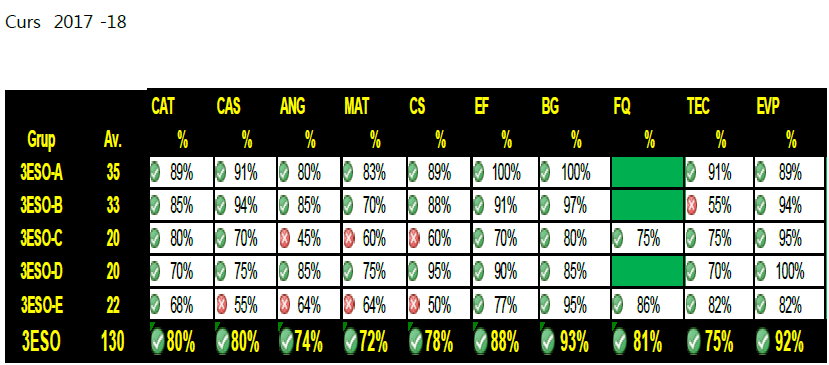 Curs 2017 -18
CAT CAS ANG MAT CS EF BG FQ TEC EVP
Grup Av. % % % % % % % % % %
3ESO-A 35 89% 91% 80% 83% 89% 100% 100% 91% 89%
3ESO-B 33 85% 94% 85% 70% 88% 91% 97% 55% 94%
3ESO-C 20 80% 70% 45% 60% 60% 70% 80% 75% 75% 95%
3ESO-D 20 70% 75% 85% 75% 95% 90% 85% 70% 100%
3ESO-E 22 68% 55% 64% 64% 50% 77% 95% 86% 82% 82%
3ESO 130 80% 80% 74% 72% 78% 88% 93% 81% 75% 92%